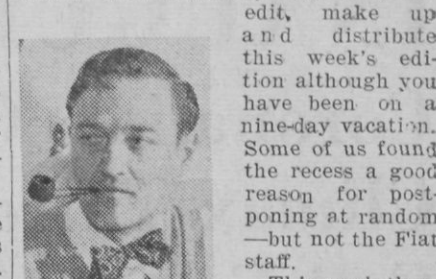 edit, make up
and distribute
this week's edi-
tion although you
have been on a
nine-day vacation.
Some of us found
the recess a good
reason for post-
poning at random
—but not the Fiat
staff.